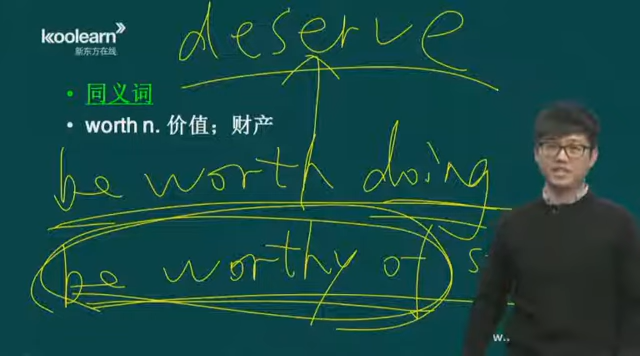 deserve
koolearn
新东方在线
同义词
worth n. 价值；财产
be worth doing
be worthy of s
w..